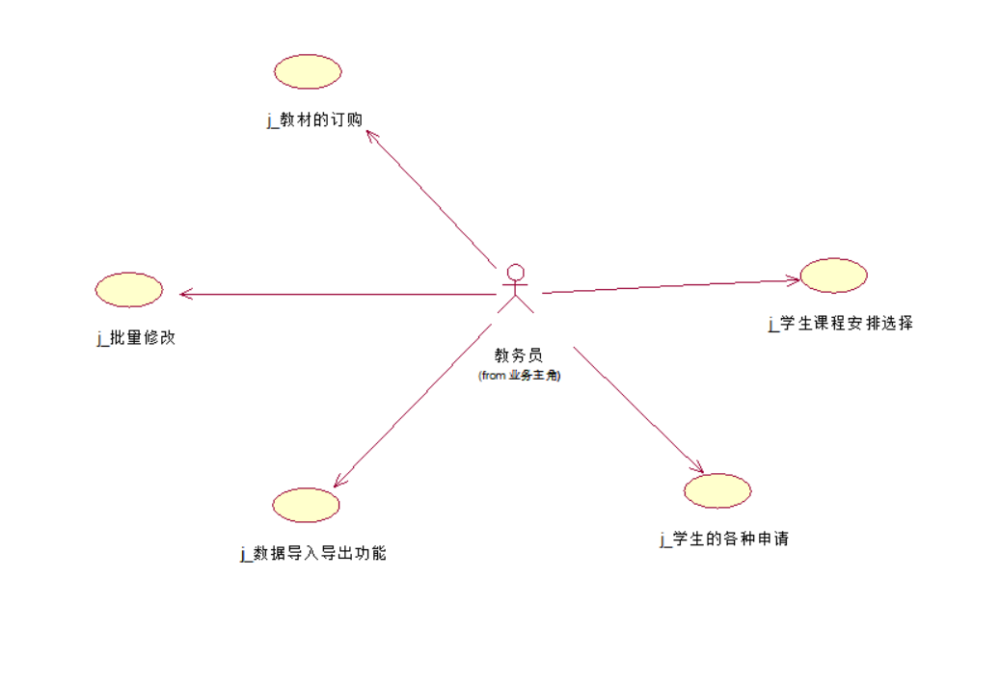 j_教材的订购
j_学生课程安排选择
j_批量修改
教务员
(from 业务主角)
j_学生的各种申请
j_数据导入导出功能